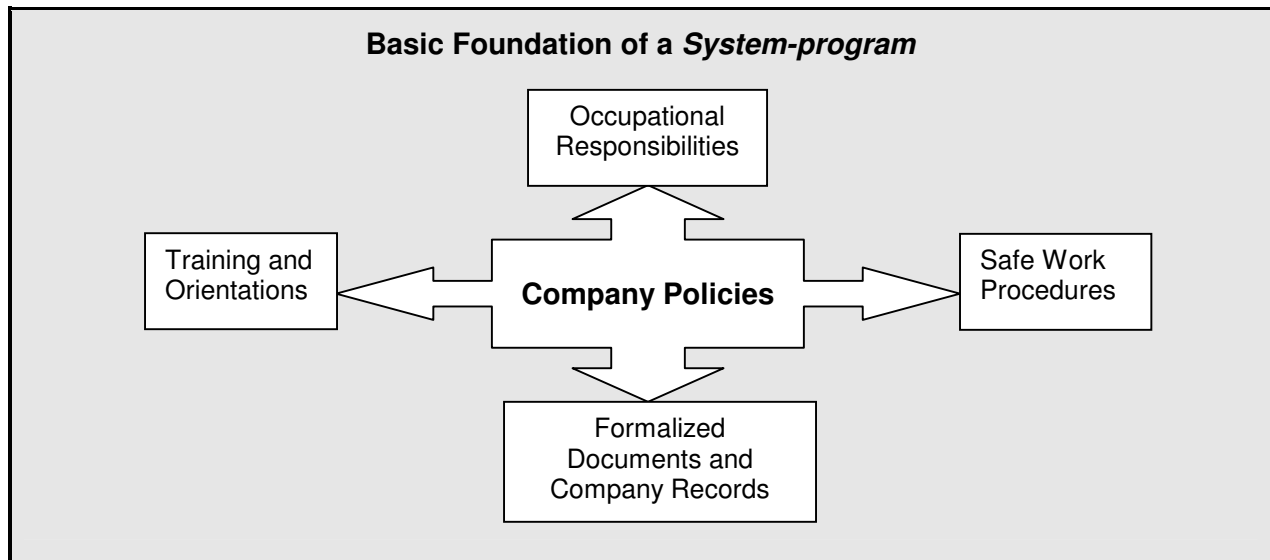 Basic Foundation of a System-program
Occupational
Responsibilities
Training and
Orientations
Company Policies
Safe Work
Procedures
Formalized
Documents and
Company Records